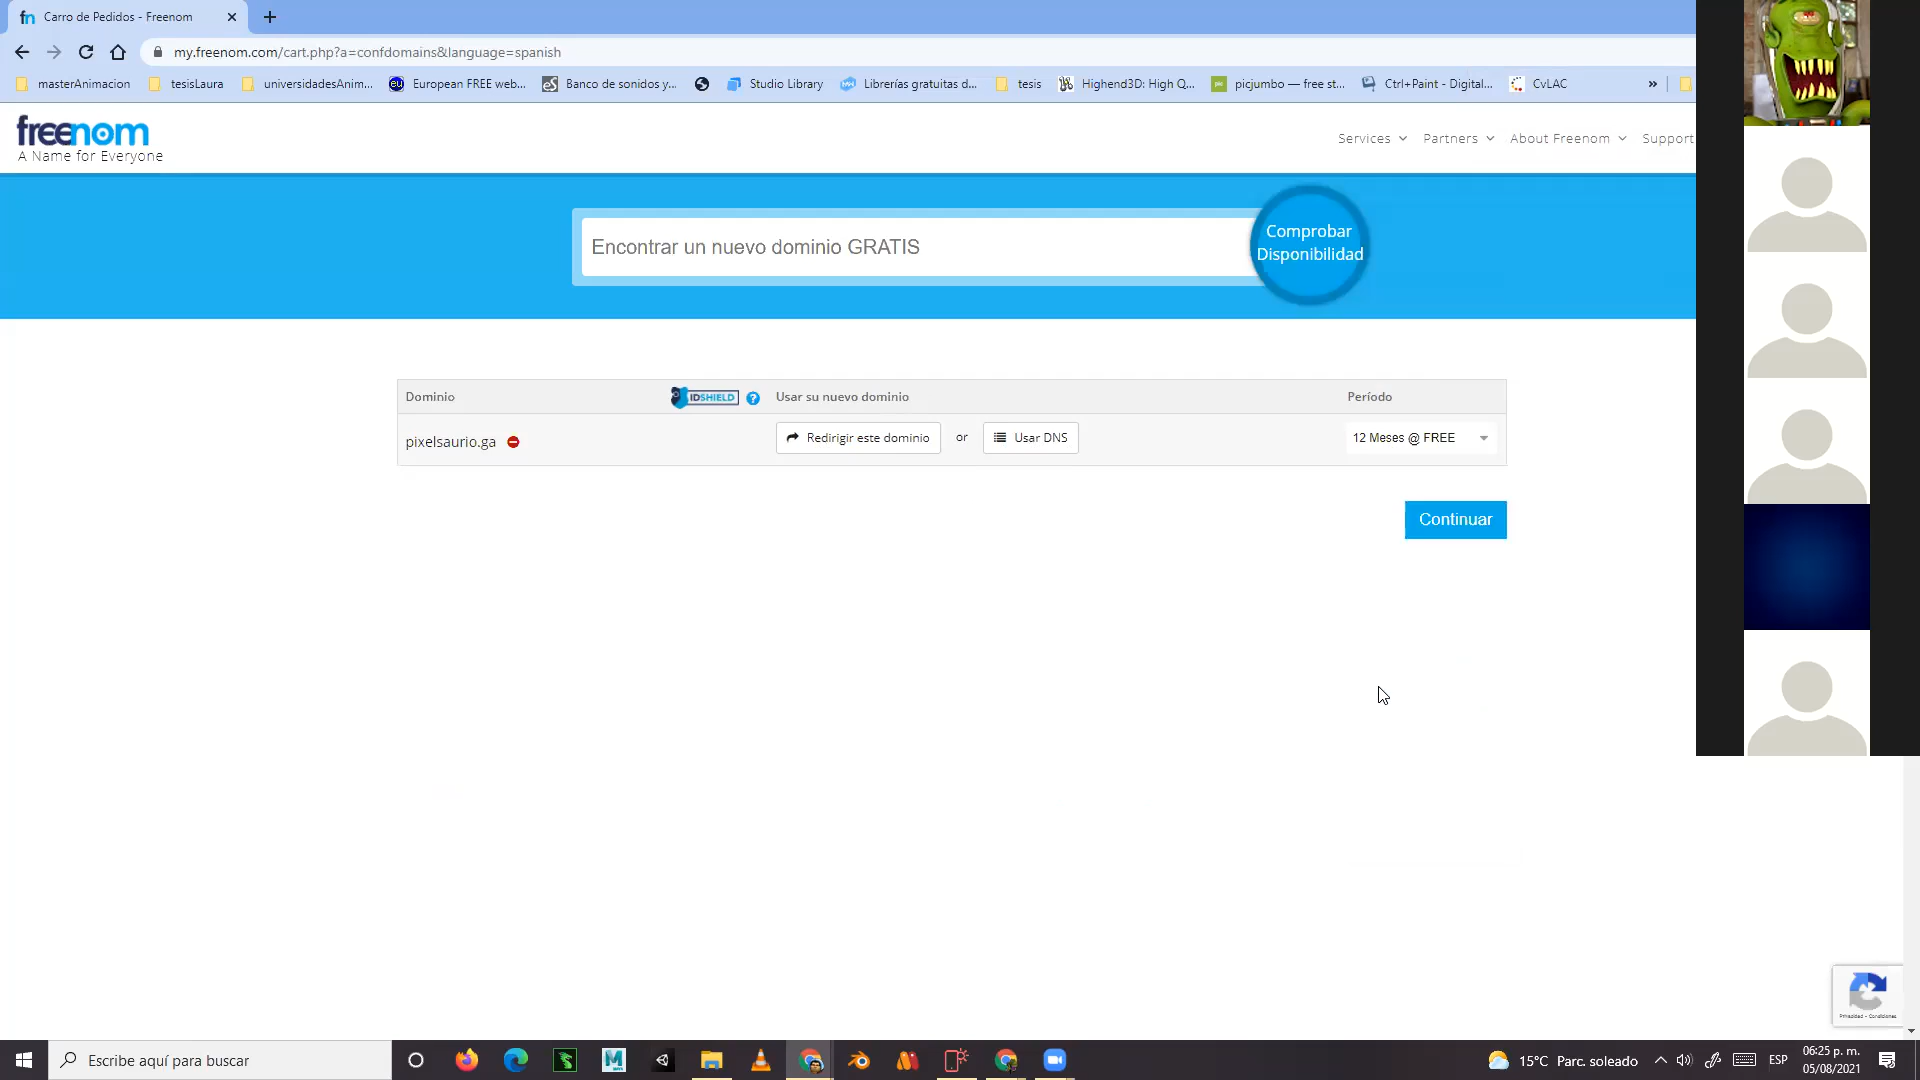 Carro de Pedidos - Freenom
my.freenom.com/cart.php?a=confdomains&language=spanish
masterAnimacion
tesisLaura
universidadesAnim...
European FREE web...
Banco de sonidos y...
Studio Library
Librerías gratuitas d...
tesis
Highend3D: High Q...
picjumbo — free st...
Ctrl+Paint - Digital...
CvLAC
»
freenom
A Name for Everyone
Services
Partners
About Freenom
Support
Encontrar un nuevo dominio GRATIS
Comprobar
Disponibilidad
Dominio
IDSHIELD
?
Usar su nuevo dominio
Período
pixelsaurio.ga
Redirigir este dominio
or
Usar DNS
12 Meses @ FREE
Continuar
Privacidad - Condiciones
Escribe aquí para buscar
15°C Parc. soleado
ESP
06:25 p. m.
05/08/2021